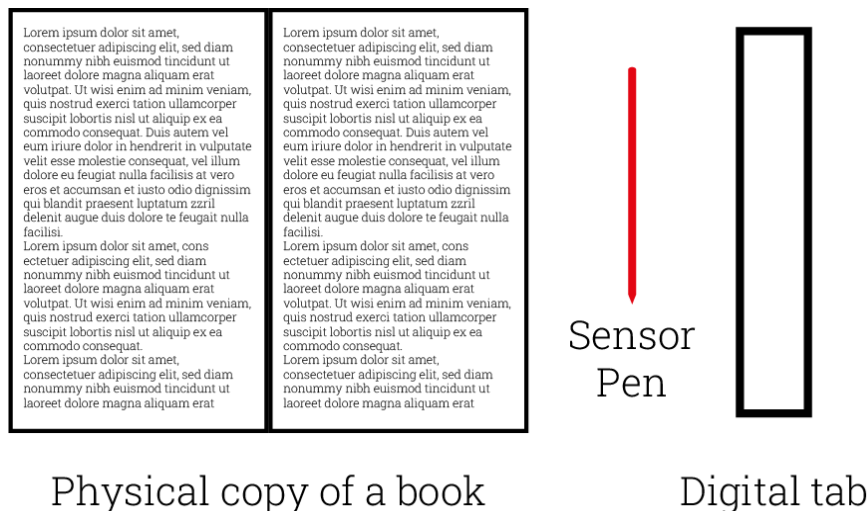 Lorem ipsum dolor sit amet,
consectetuer adipiscing elit, sed diam
nonummy nibh euismod tincidunt ut
laoreet dolore magna aliquam erat
volutpat. Ut wisi enim ad minim veniam,
quis nostrud exerci tation ullamcorper
suscipit lobortis nisl ut aliquip ex ea
commodo consequat. Duis autem vel
eum iriure dolor in hendrerit in vulputate
velit esse molestie consequat, vel illum
dolore eu feugiat nulla facilisis at vero
eros et accumsan et iusto odio dignissim
qui blandit praesent luptatum zzril
delenit augue duis dolore te feugait nulla
facilisi.
Lorem ipsum dolor sit amet, cons
ectetuer adipiscing elit, sed diam
nonummy nibh euismod tincidunt ut
laoreet dolore magna aliquam erat
volutpat. Ut wisi enim ad minim veniam,
quis nostrud exerci tation ullamcorper
suscipit lobortis nisl ut aliquip ex ea
commodo consequat.
Lorem ipsum dolor sit amet,
consectetuer adipiscing elit, sed diam
nonummy nibh euismod tincidunt ut
laoreet dolore magna aliquam erat
Lorem ipsum dolor sit amet,
consectetuer adipiscing elit, sed diam
nonummy nibh euismod tincidunt ut
laoreet dolore magna aliquam erat
volutpat. Ut wisi enim ad minim veniam,
quis nostrud exerci tation ullamcorper
suscipit lobortis nisl ut aliquip ex ea
commodo consequat. Duis autem vel
eum iriure dolor in hendrerit in vulputate
velit esse molestie consequat, vel illum
dolore eu feugiat nulla facilisis at vero
eros et accumsan et iusto odio dignissim
qui blandit praesent luptatum zzril
delenit augue duis dolore te feugait nulla
facilisi.
Lorem ipsum dolor sit amet, cons
ectetuer adipiscing elit, sed diam
nonummy nibh euismod tincidunt ut
laoreet dolore magna aliquam erat
volutpat. Ut wisi enim ad minim veniam,
quis nostrud exerci tation ullamcorper
suscipit lobortis nisl ut aliquip ex ea
commodo consequat.
Lorem ipsum dolor sit amet,
consectetuer adipiscing elit, sed diam
nonummy nibh euismod tincidunt ut
laoreet dolore magna aliquam erat
Sensor
Pen
Physical copy of a book
Digital tab